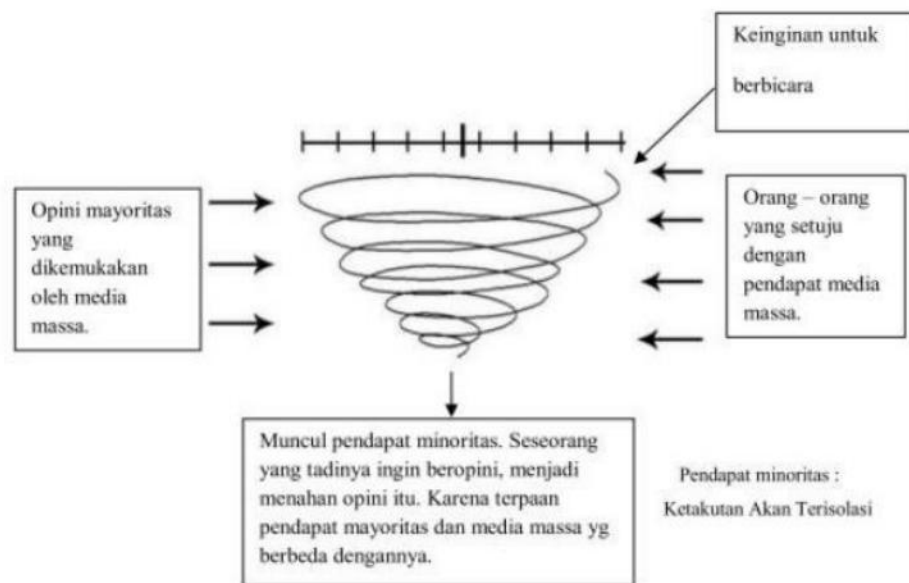 Keinginan untuk
berbicara
Opini mayoritas
yang
dikemukakan
oleh media
massa.
Orang – orang
yang setuju
dengan
pendapat media
massa.
Muncul pendapat minoritas. Seseorang
yang tadinya ingin beropini, menjadi
menahan opini itu. Karena terpaan
pendapat mayoritas dan media massa yg
berbeda dengannya.
Pendapat minoritas :
Ketakutan Akan Terisolasi